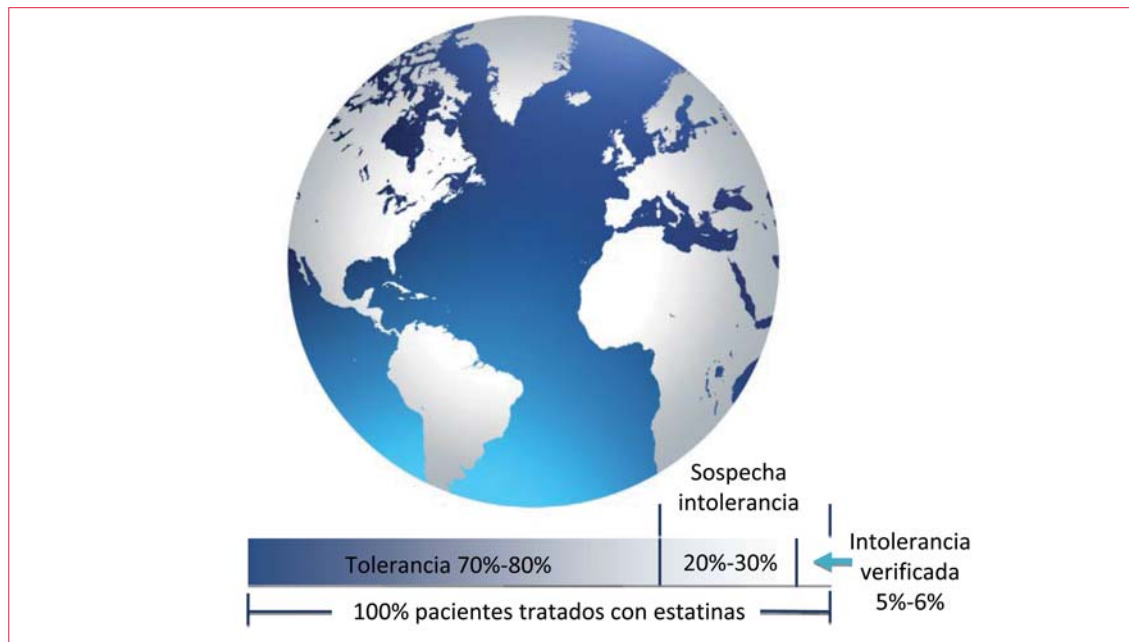 Sospecha
intolerancia
Tolerancia 70%-80%
20%-30%
Intolerancia
verificada
5%-6%
100% pacientes tratados con estatinas